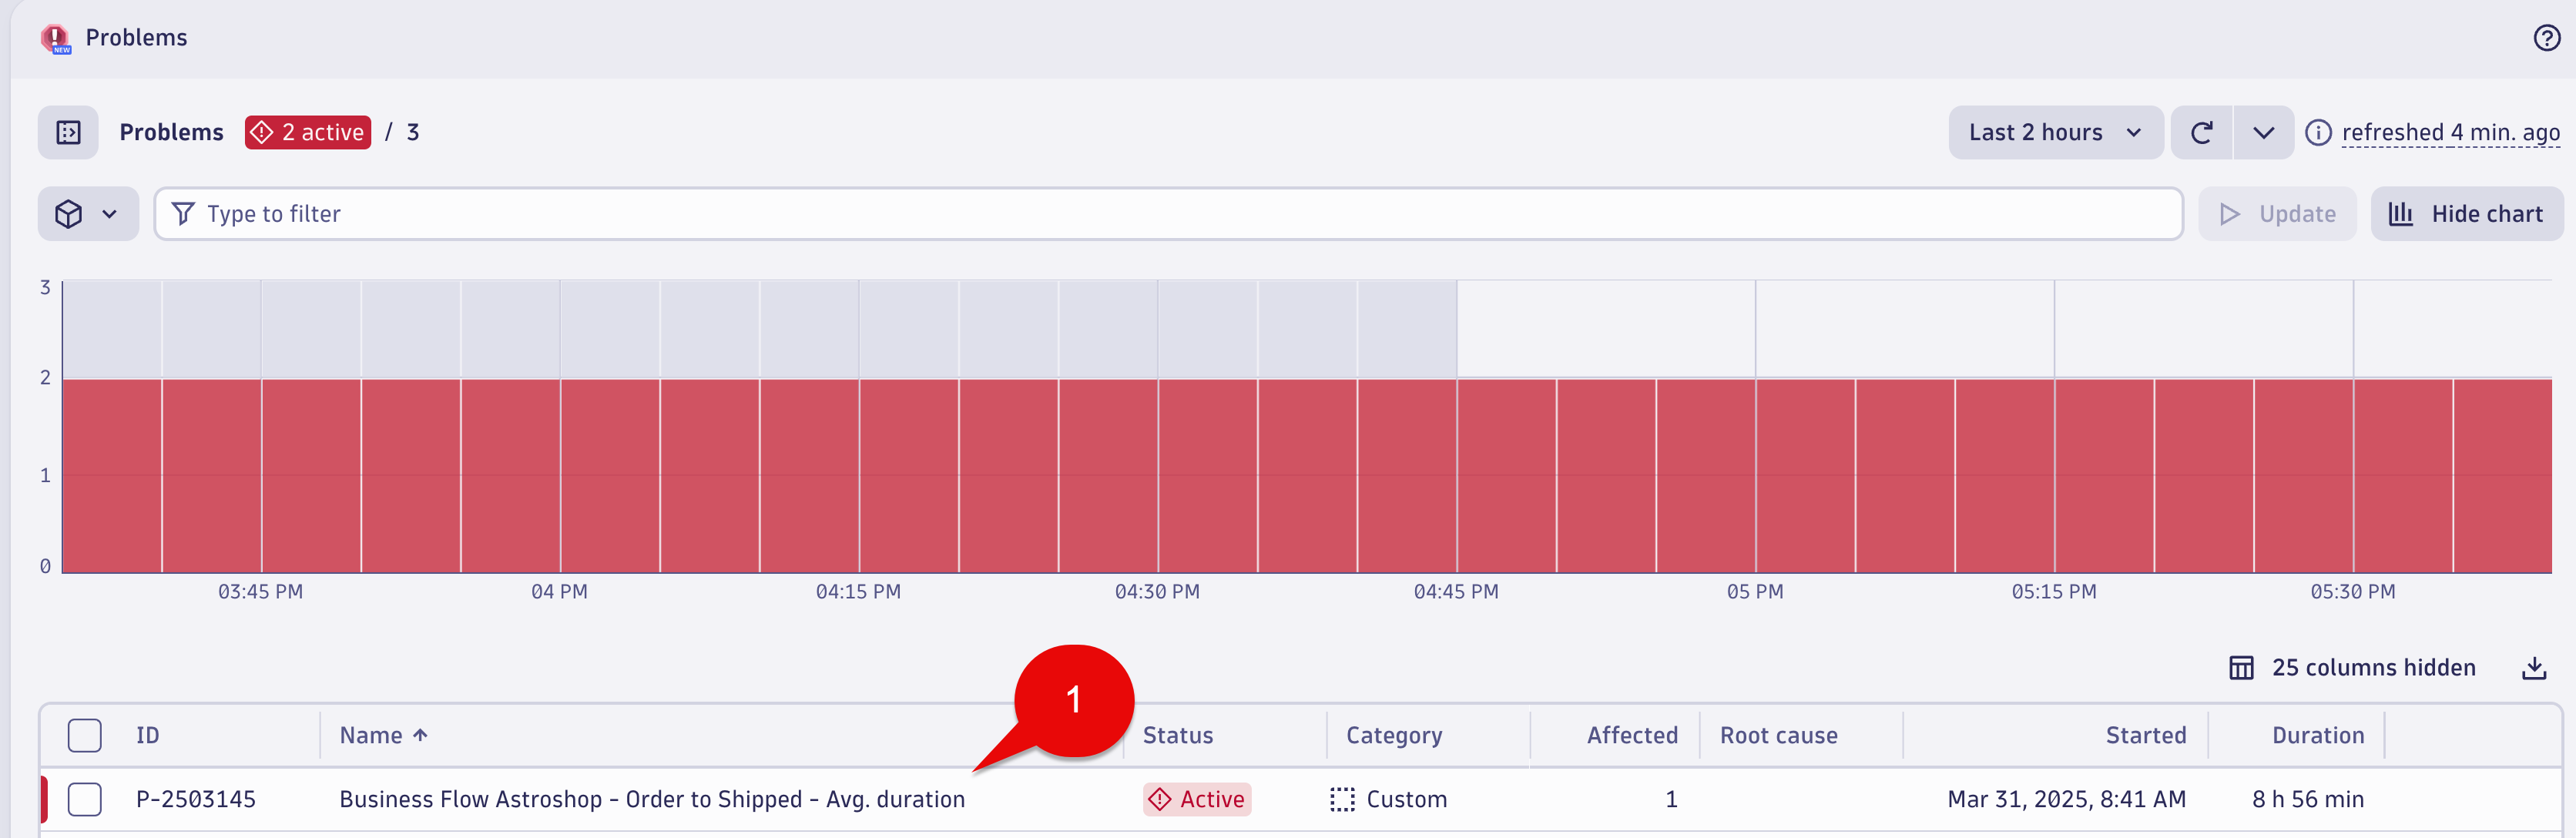 NEW
Problems
Problems 2 active / 3
Last 2 hours
refreshed 4 min. ago
Type to filter
Update
Hide chart
3
2
1
0
03:45 PM 04 PM 04:15 PM 04:30 PM 04:45 PM 05 PM 05:15 PM 05:30 PM
25 columns hidden
1
ID Name Status Category Affected Root cause Started Duration
P-2503145 Business Flow Astroshop - Order to Shipped - Avg. duration Active Custom 1 Mar 31, 2025, 8:41 AM 8 h 56 min